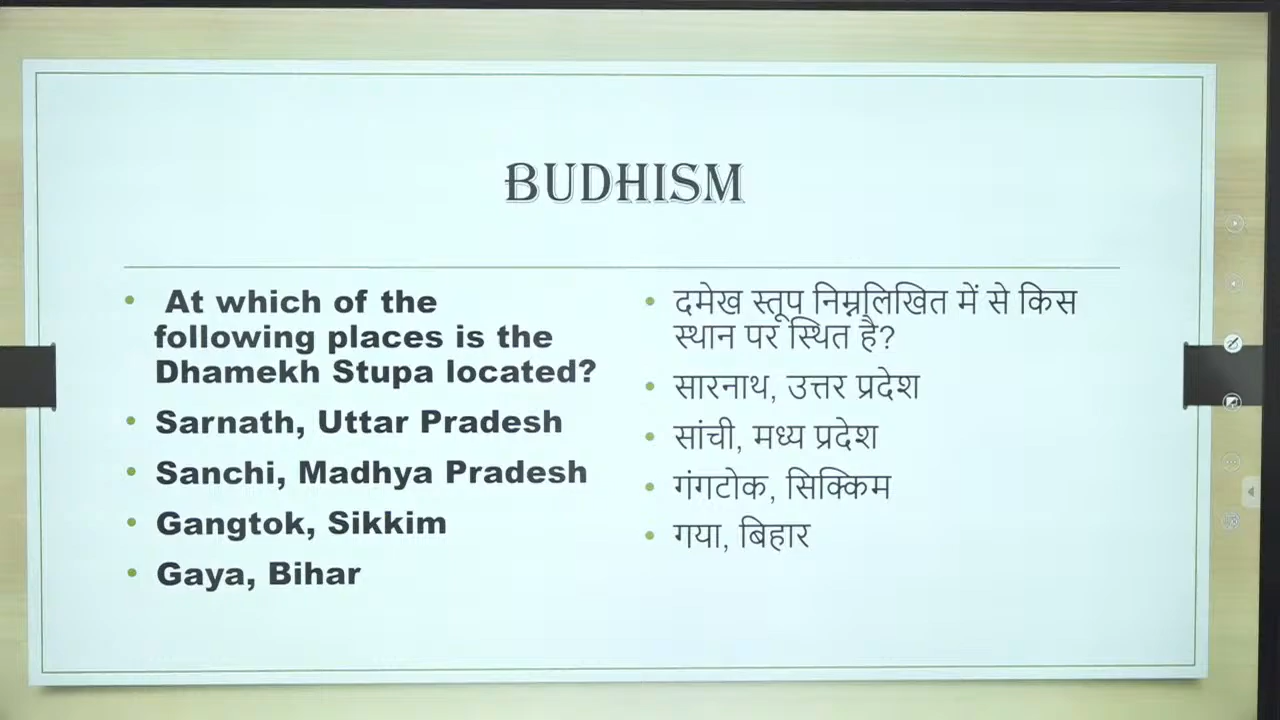 BUDHISM
At which of the
following places is the
Dhamekh Stupa located?
Sarnath, Uttar Pradesh
Sanchi, Madhya Pradesh
Gangtok, Sikkim
Gaya, Bihar
दमेख स्तूप निम्नलिखित में से किस
स्थान पर स्थित है?
सारनाथ, उत्तर प्रदेश
सांची, मध्य प्रदेश
गंगटोक, सिक्किम
गया, बिहार